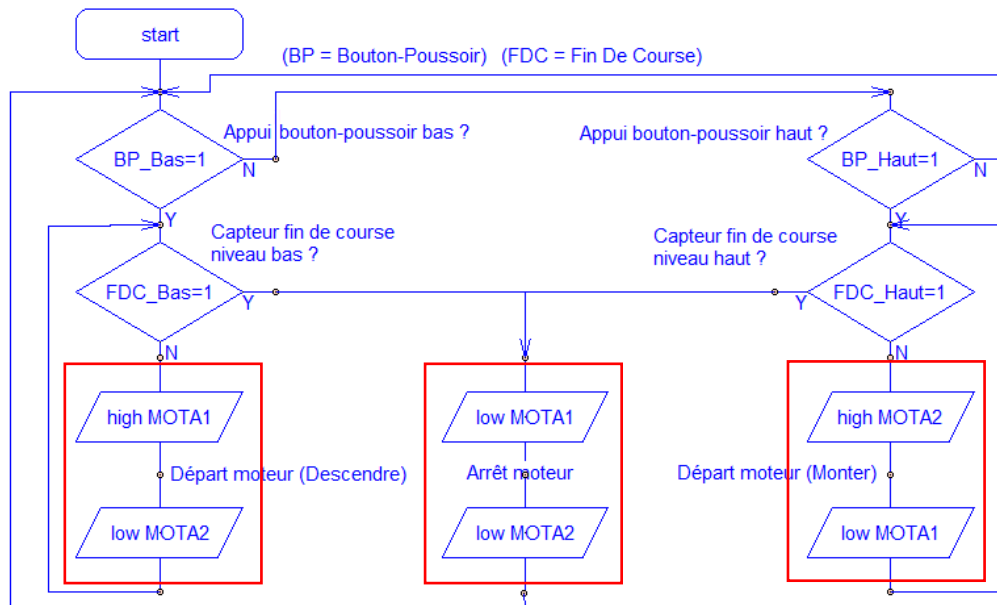 start
(BP = Bouton-Poussoir) (FDC = Fin De Course)
Appui bouton-poussoir bas ?
Appui bouton-poussoir haut ?
BP_Bas=1
N
BP_Haut=1
N
Y
Y
Capteur fin de course
niveau bas ?
Capteur fin de course
niveau haut ?
FDC_Bas=1
Y
Y
FDC_Haut=1
N
N
high MOTA1
low MOTA1
high MOTA2
Départ moteur (Descendre)
Arrêt moteur
Départ moteur (Monter)
low MOTA2
low MOTA2
low MOTA1